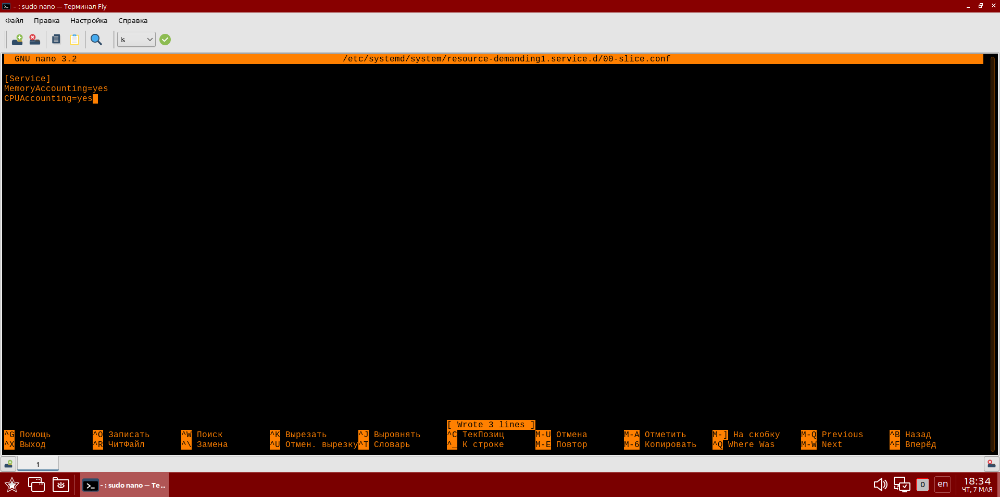 - : sudo nano — Терминал Fly
Файл Правка Настройка Справка
ls
GNU nano 3.2 /etc/systemd/system/resource-demanding1.service.d/00-slice.conf
[Service]
MemoryAccounting=yes
CPUAccounting=yes
[ Wrote 3 lines ]
^G Помощь ^O Записать ^W Поиск ^K Вырезать ^J Выровнять ^C ТекПозиц M-U Отмена M-A Отметить M-] На скобку M-Q Previous ^B Назад
^X Выход ^R ЧитФайл ^\ Замена ^U Отмен. вырезку ^T Словарь ^_ К строке M-E Повтор M-6 Копировать ^Q Where Was M-W Next ^F Вперёд
1
- : sudo nano — Те...
0
en
18:34
ЧТ, 7 МАЯ